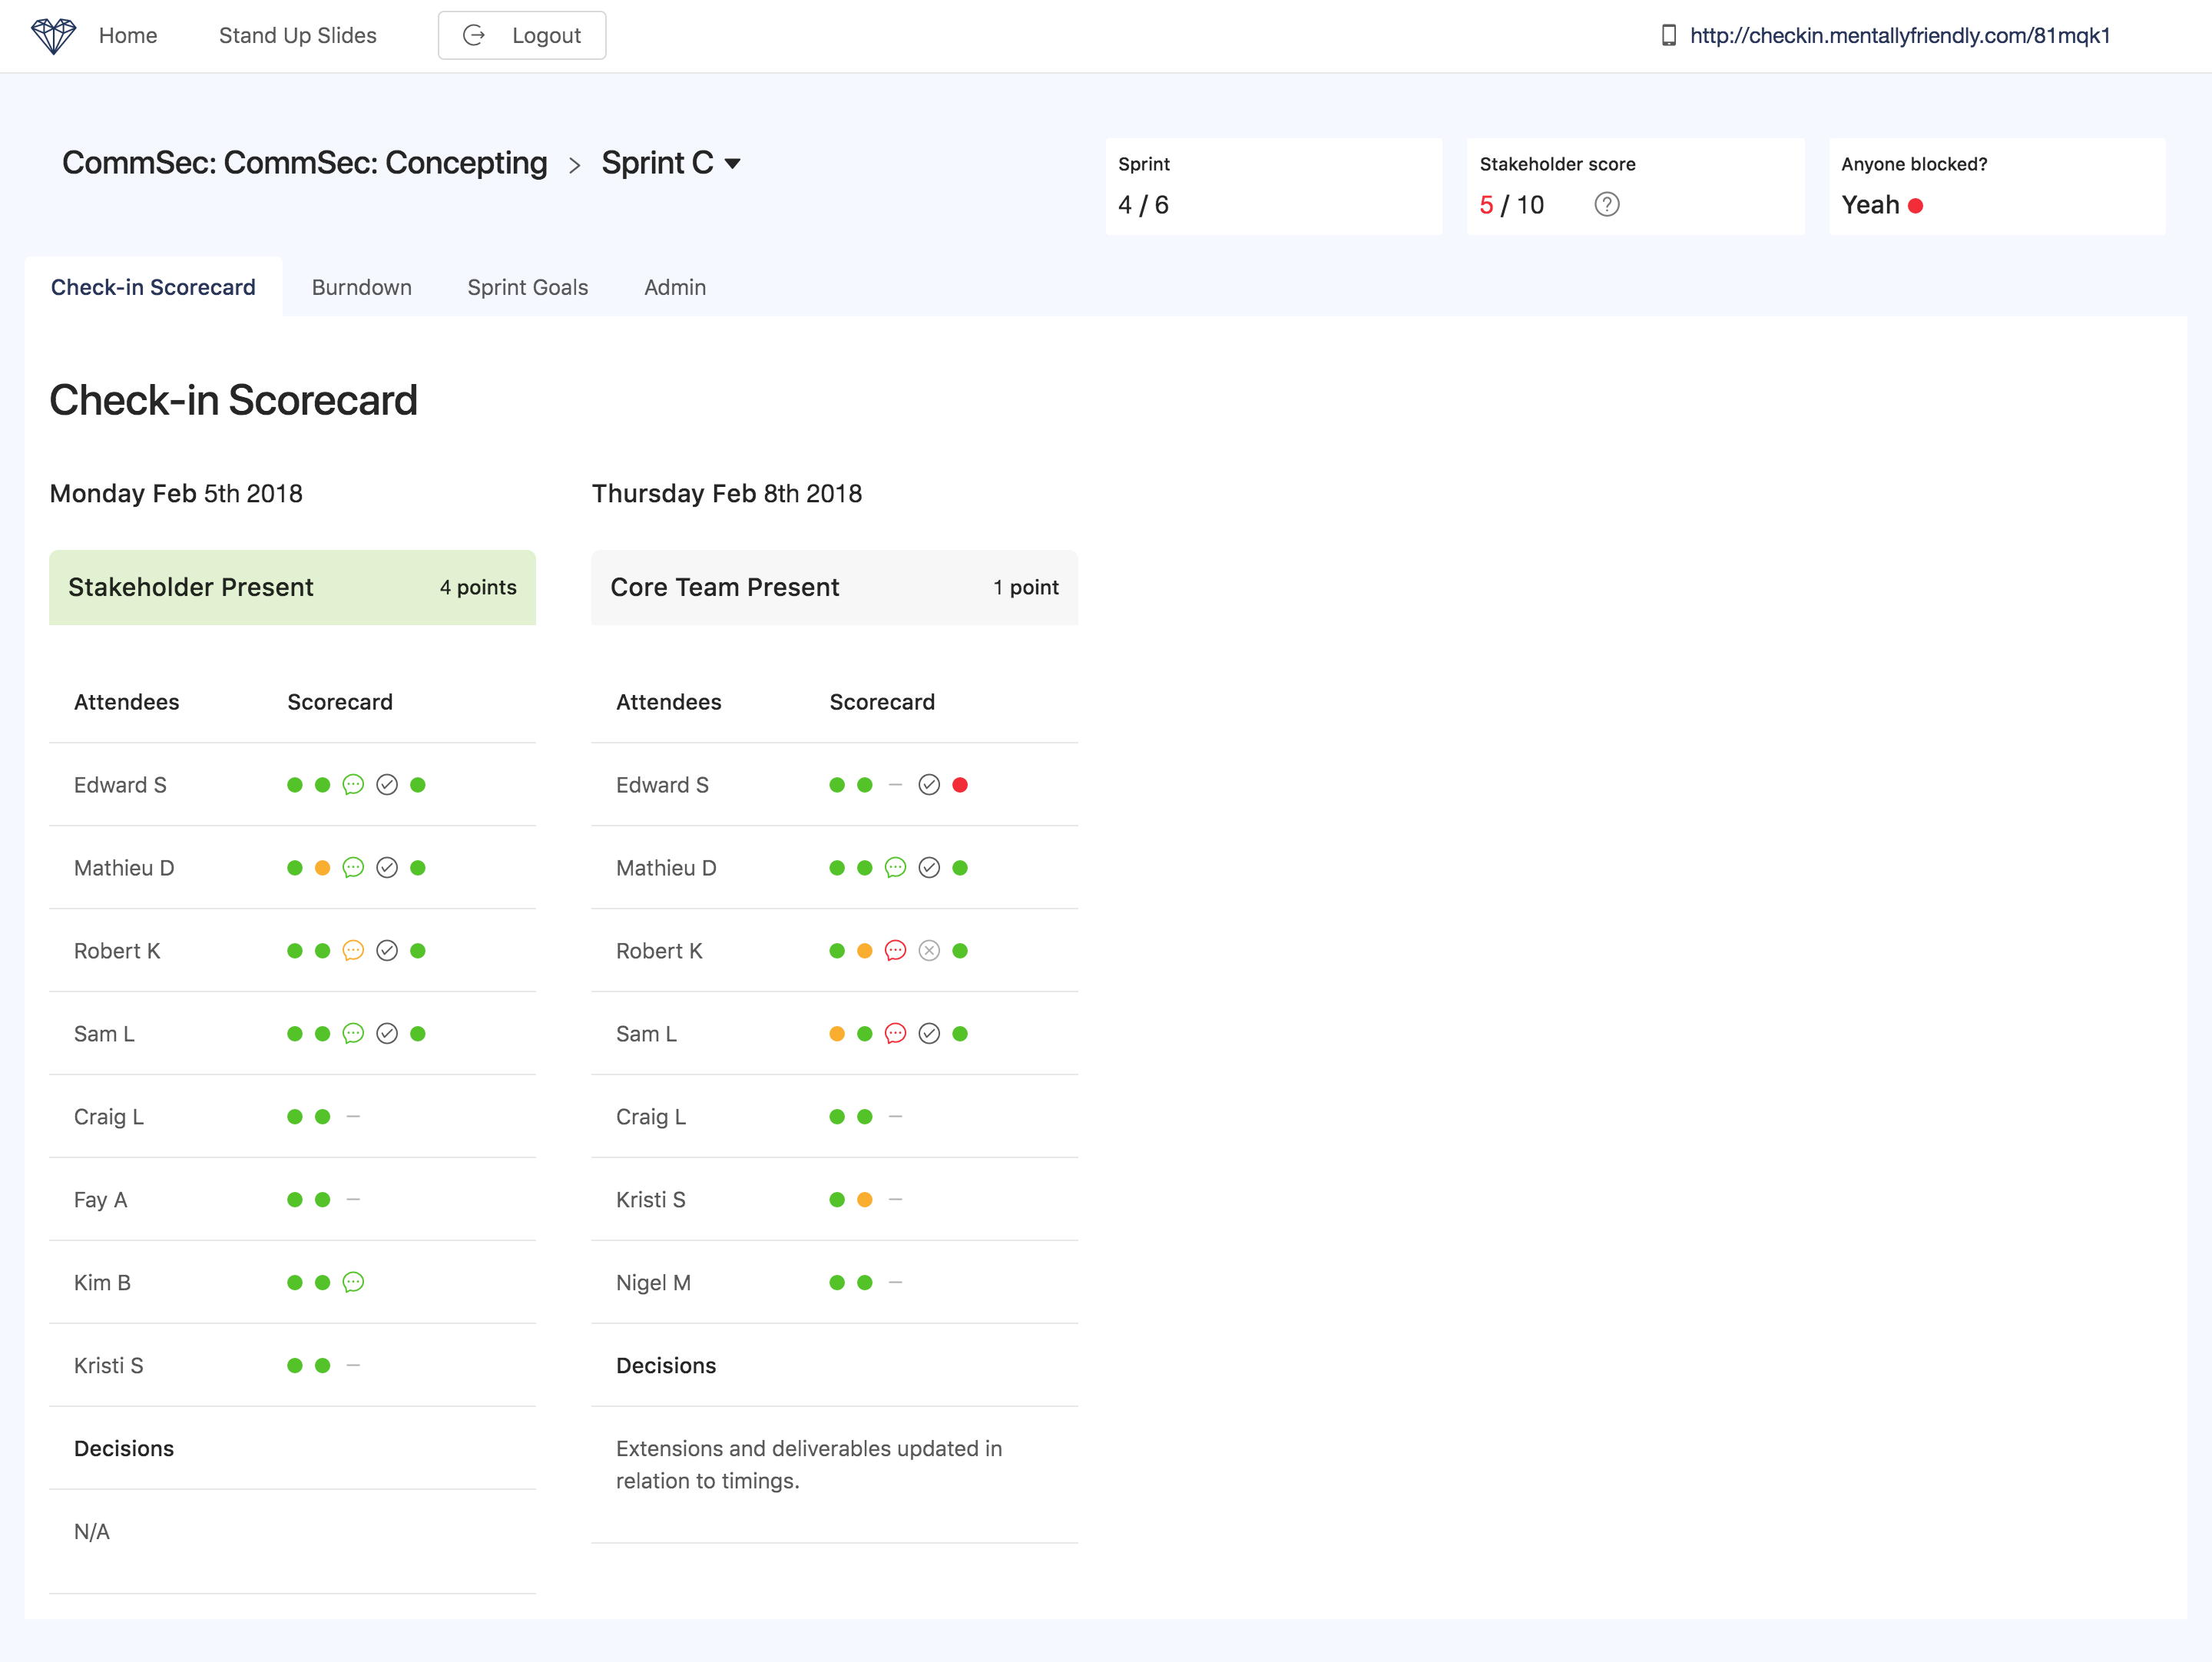 Home
Stand Up Slides
Logout
http://checkin.mentallyfriendly.com/81mqk1
CommSec: CommSec: Concepting > Sprint C
Sprint
4 / 6
Stakeholder score
5 / 10
?
Anyone blocked?
Yeah
Check-in Scorecard
Burndown
Sprint Goals
Admin
Check-in Scorecard
Monday Feb 5th 2018
Stakeholder Present
4 points
Attendees
Scorecard
Edward S
Mathieu D
Robert K
Sam L
Craig L
Fay A
Kim B
Kristi S
Decisions
N/A
Thursday Feb 8th 2018
Core Team Present
1 point
Attendees
Scorecard
Edward S
Mathieu D
Robert K
Sam L
Craig L
Kristi S
Nigel M
Decisions
Extensions and deliverables updated in
relation to timings.